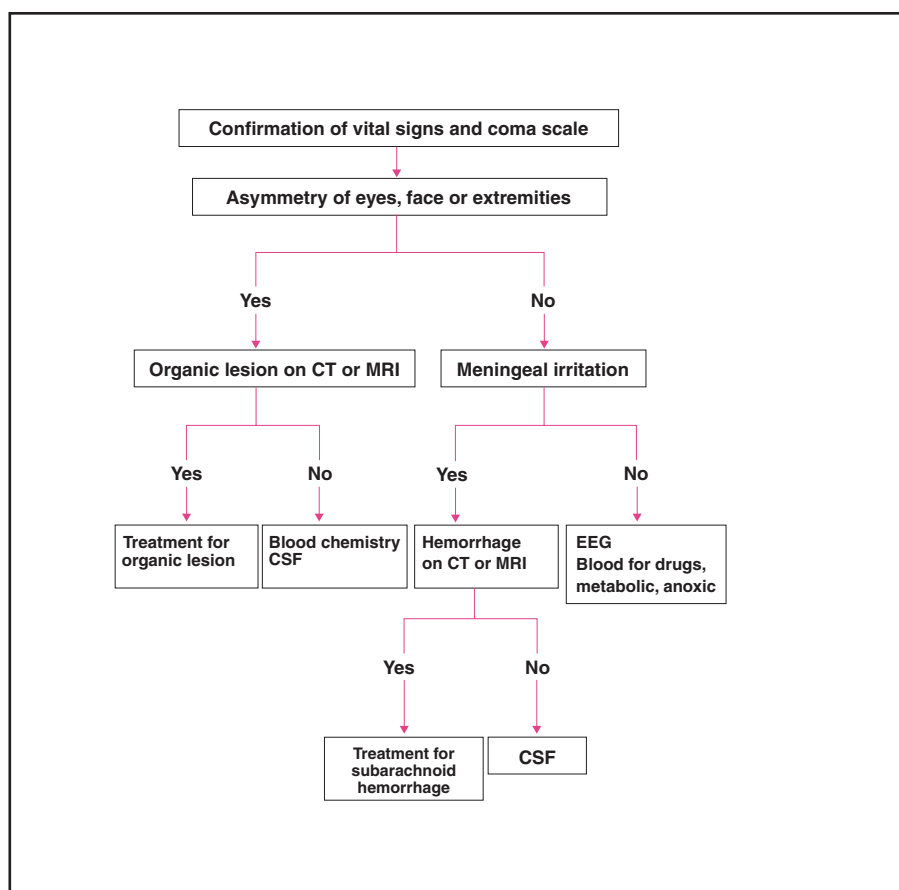 Confirmation of vital signs and coma scale
Asymmetry of eyes, face or extremities
Yes
No
Organic lesion on CT or MRI
Meningeal irritation
Yes
No
Yes
No
Treatment for
organic lesion
Blood chemistry
CSF
Hemorrhage
on CT or MRI
EEG
Blood for drugs,
metabolic, anoxic
Yes
No
Treatment for
subarachnoid
hemorrhage
CSF